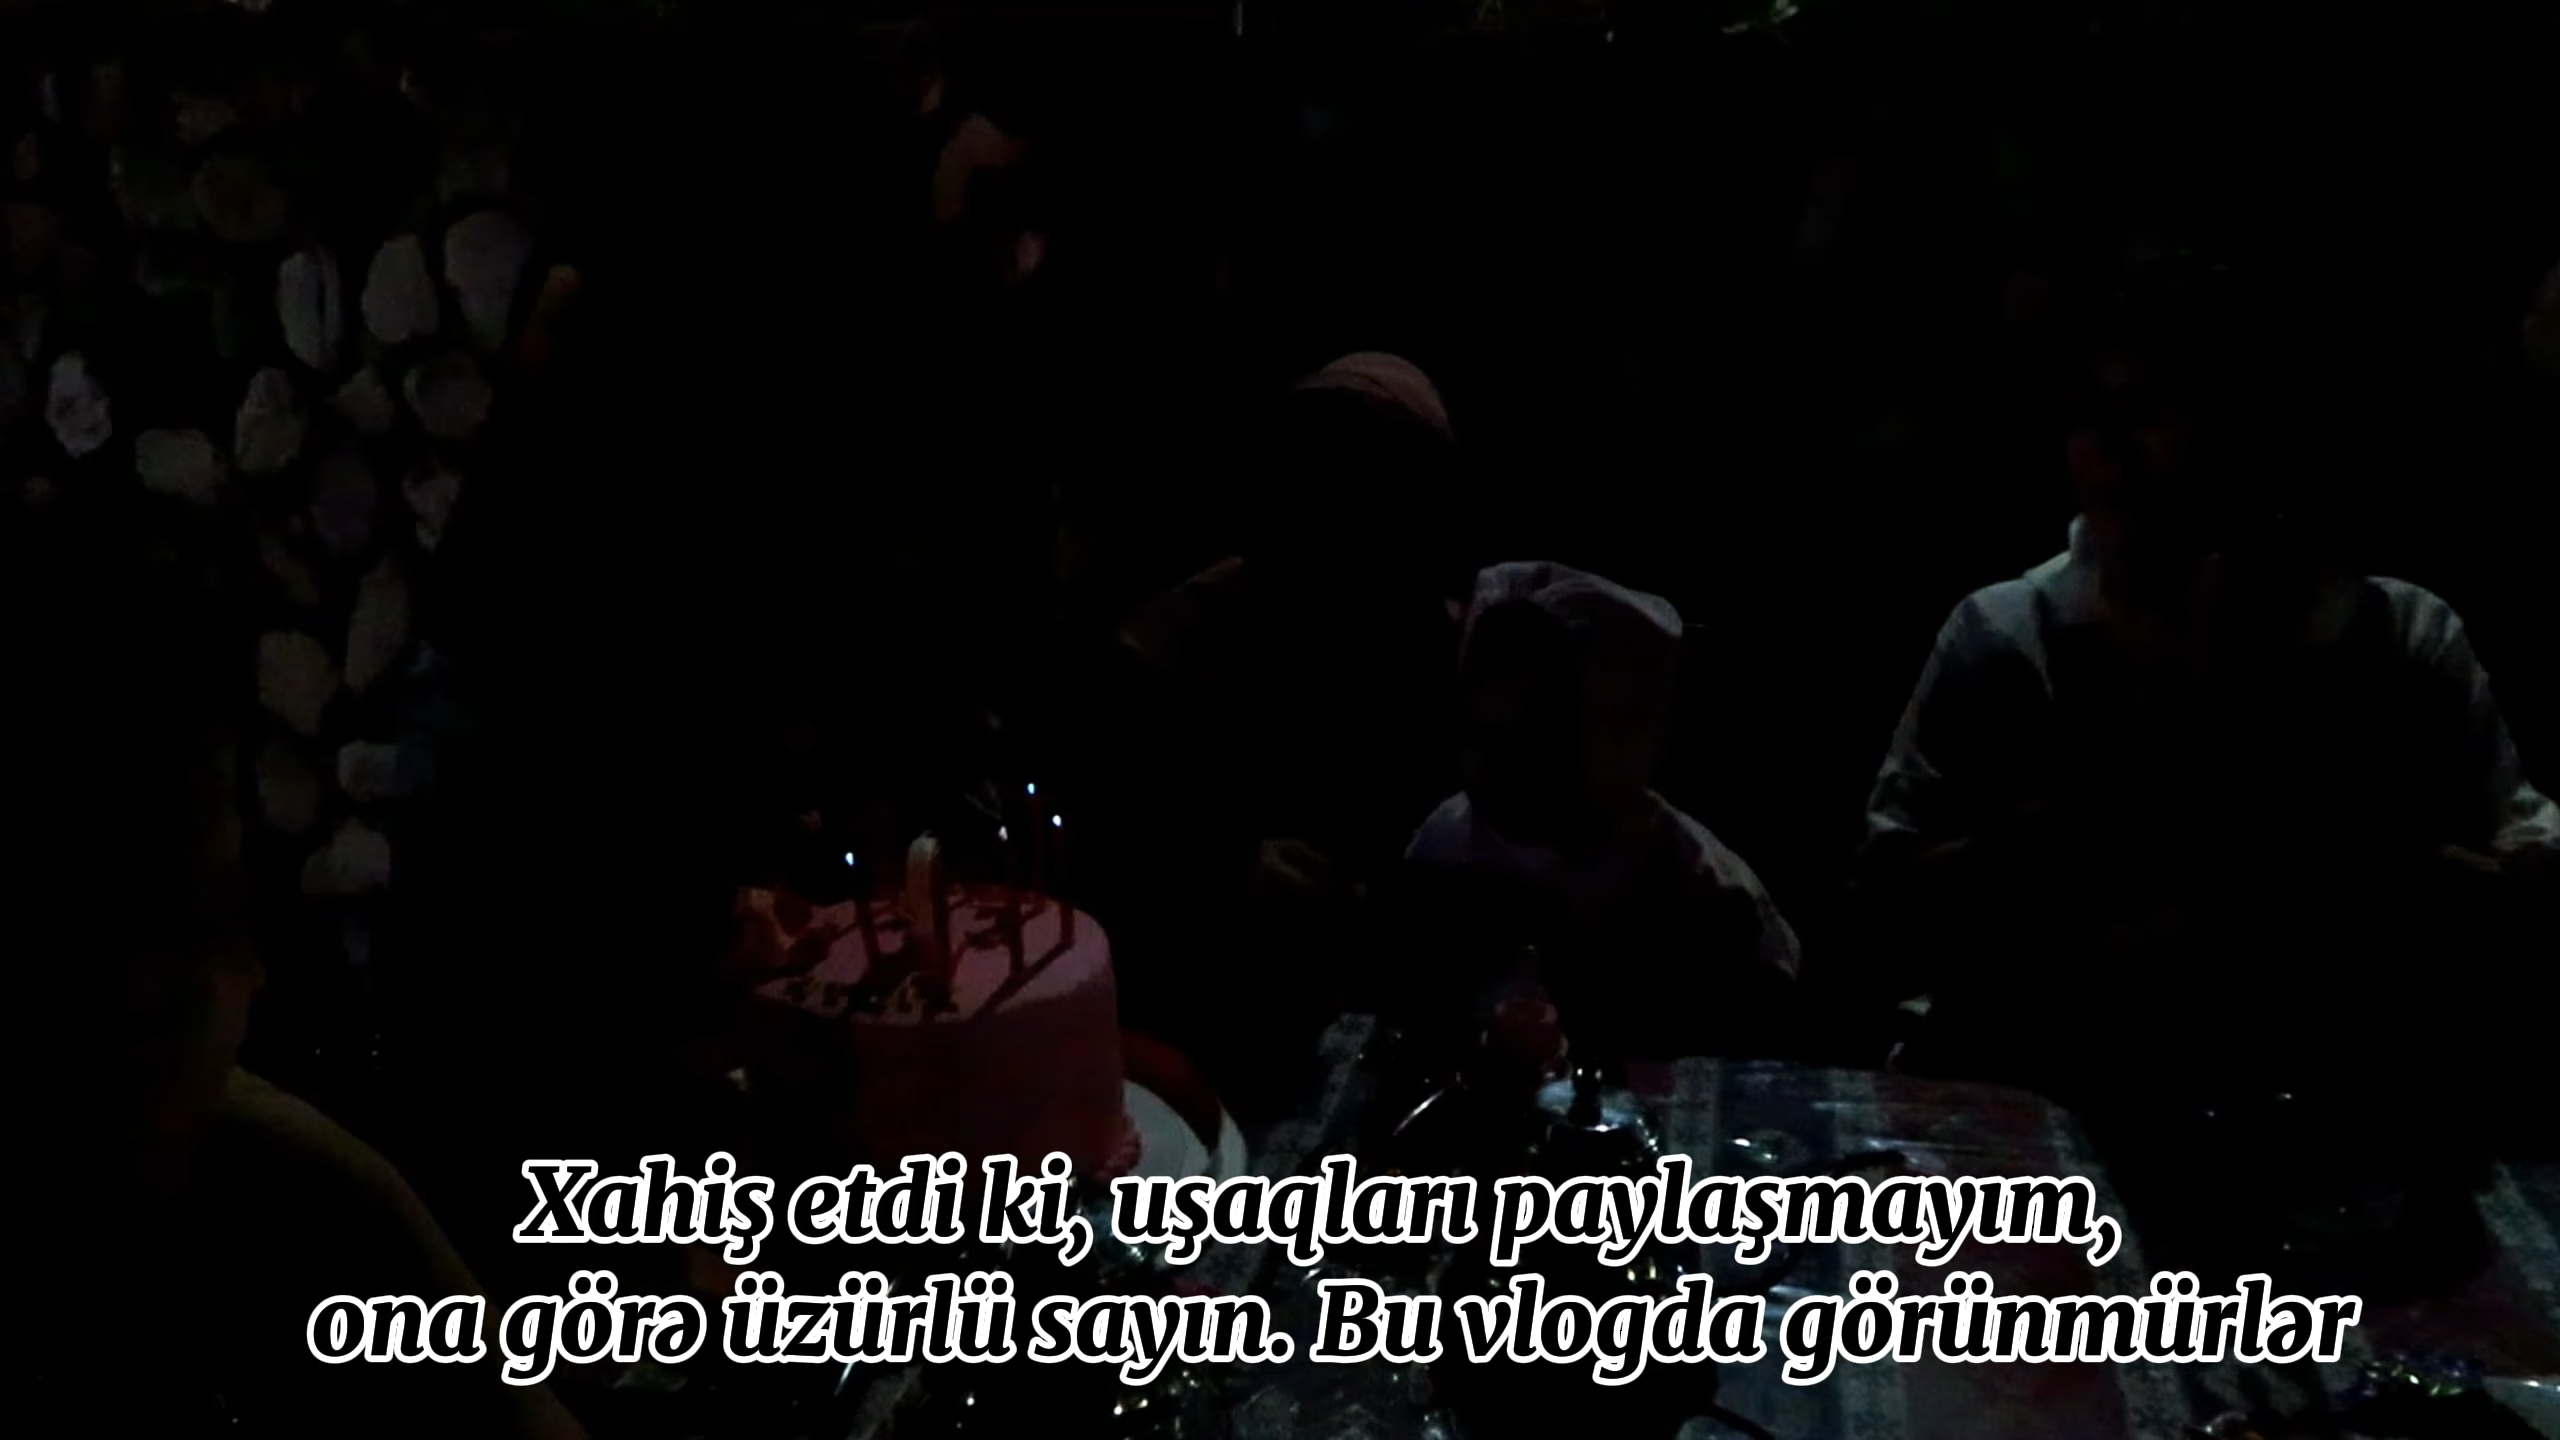 Xahiş etdi ki, uşaqları paylaşmayım,
ona görə üzürlü sayın. Bu vlogda görünmürlər